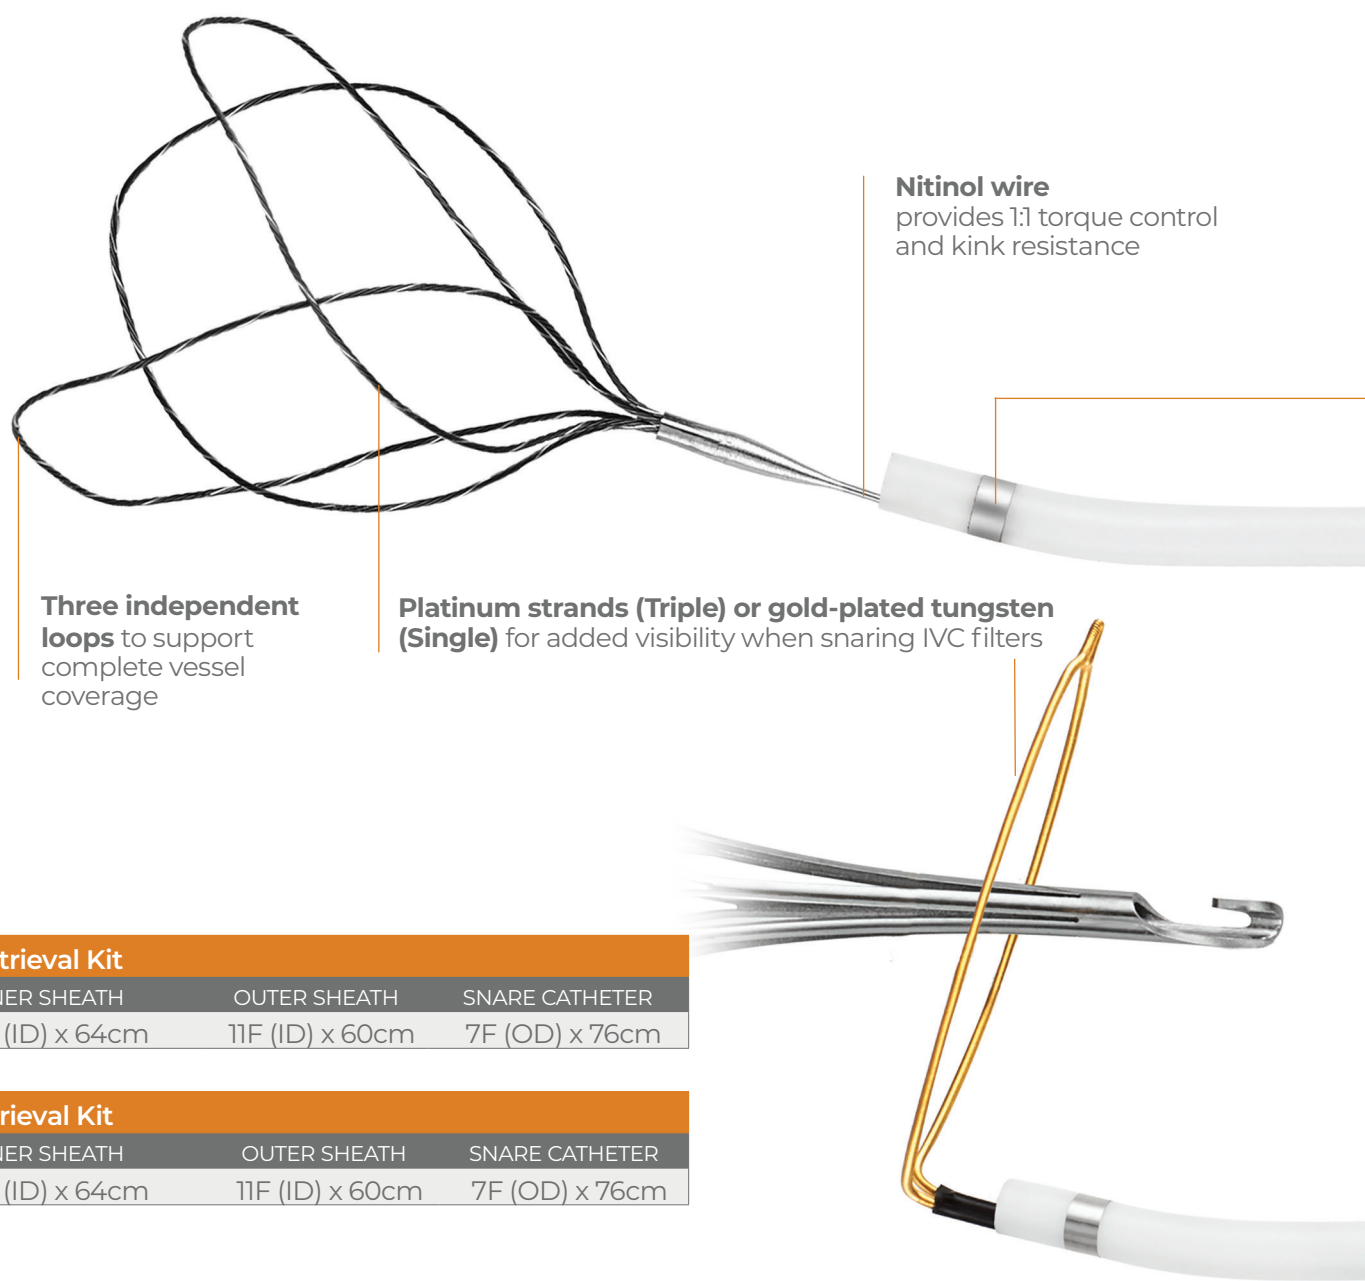 Nitinol wire
provides 1:1 torque control
and kink resistance
Three independent
loops to support
complete vessel
coverage
Platinum strands (Triple) or gold-plated tungsten
(Single) for added visibility when snaring IVC filters
trieval Kit
NER SHEATH OUTER SHEATH SNARE CATHETER
(ID) x 64cm 11F (ID) x 60cm 7F (OD) x 76cm
rieval Kit
NER SHEATH OUTER SHEATH SNARE CATHETER
(ID) x 64cm 11F (ID) x 60cm 7F (OD) x 76cm